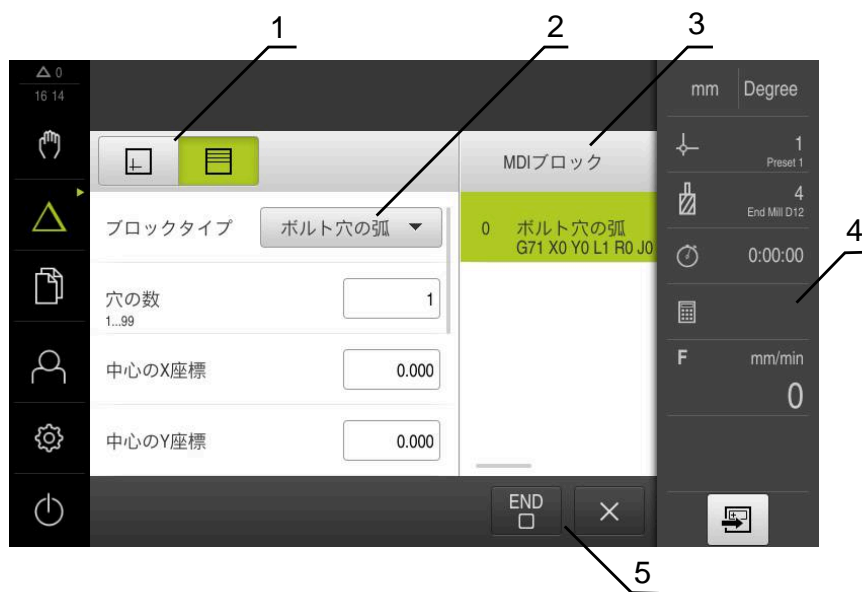 1
2
3
0
16 14
mm Degree
1
Preset 1
MDIブロック
4
End Mill D12
ブロックタイプ ボルト穴の弧
0 ボルト穴の弧
G71 X0 Y0 L1 R0 J0
0:00:00
4
穴の数 1
1...99
F mm/min
0
中心のX座標 0.000
中心のY座標 0.000
END
5